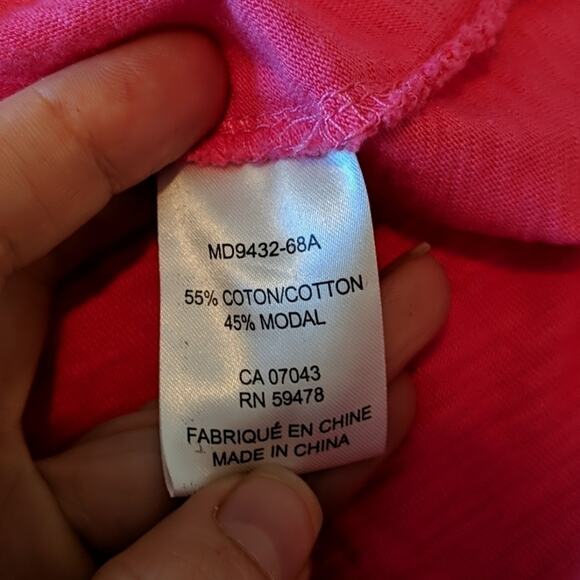 MD9432-68A
55% COTON/COTTON
45% MODAL
CA 07043
RN 59478
FABRIQUÉ EN CHINE
MADE IN CHINA